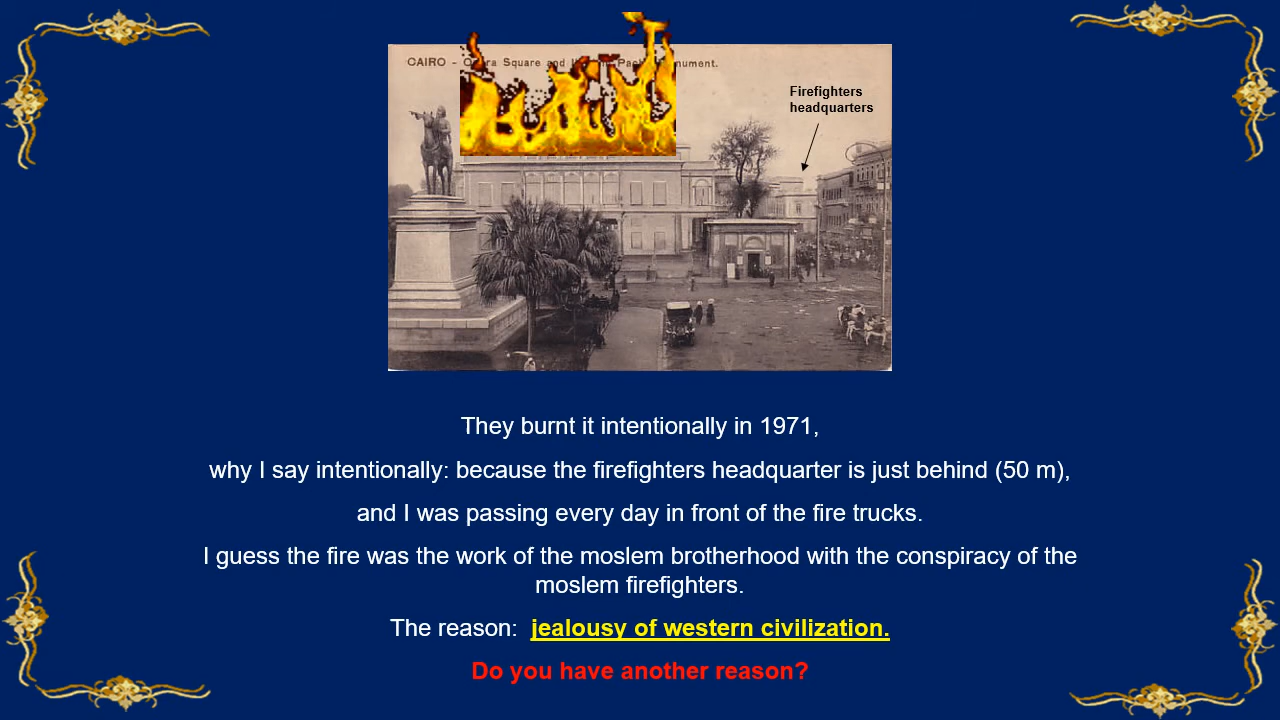 CAIRO - O ra Square and Pac nument.
Firefighters
headquarters
They burnt it intentionally in 1971,
why I say intentionally: because the firefighters headquarter is just behind (50 m),
and I was passing every day in front of the fire trucks.
I guess the fire was the work of the moslem brotherhood with the conspiracy of the
moslem firefighters.
The reason: jealousy of western civilization.
Do you have another reason?